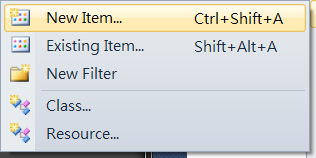 New Item... Ctrl+Shift+A
Existing Item... Shift+Alt+A
New Filter
Class...
Resource...